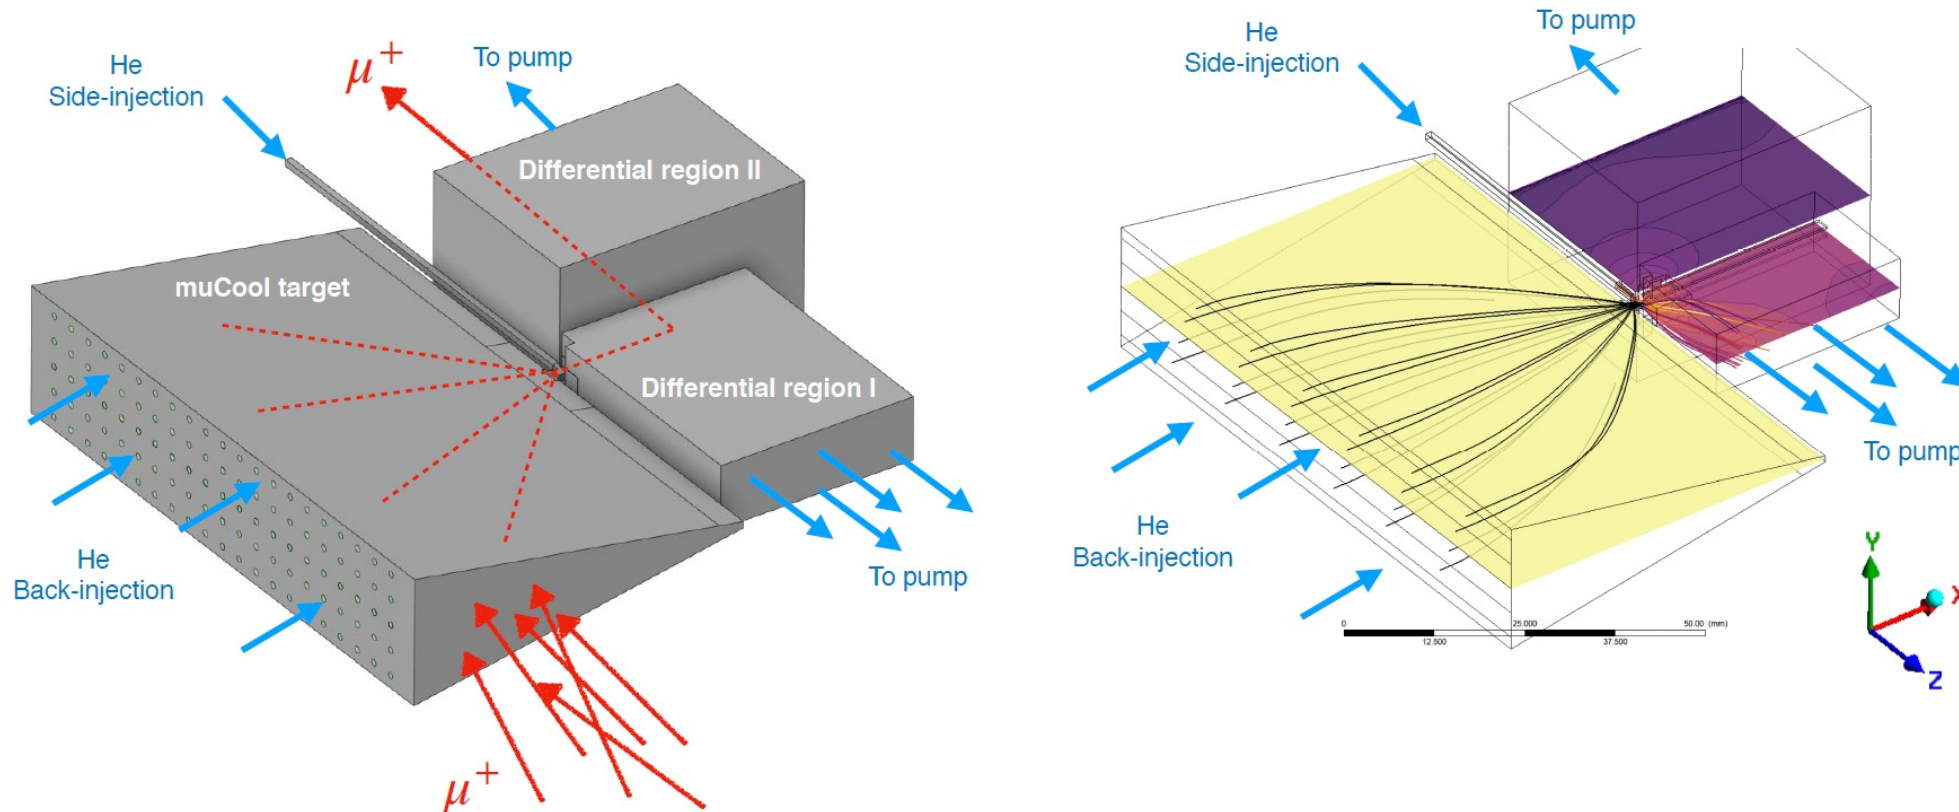 He
Side-injection
μ⁺
To pump
Differential region II
muCool target
Differential region I
He
Back-injection
To pump
μ⁺
He
Side-injection
To pump
To pump
He
Back-injection
0
25.000
50.00 (mm)
12.500
37.500
Y
X
Z